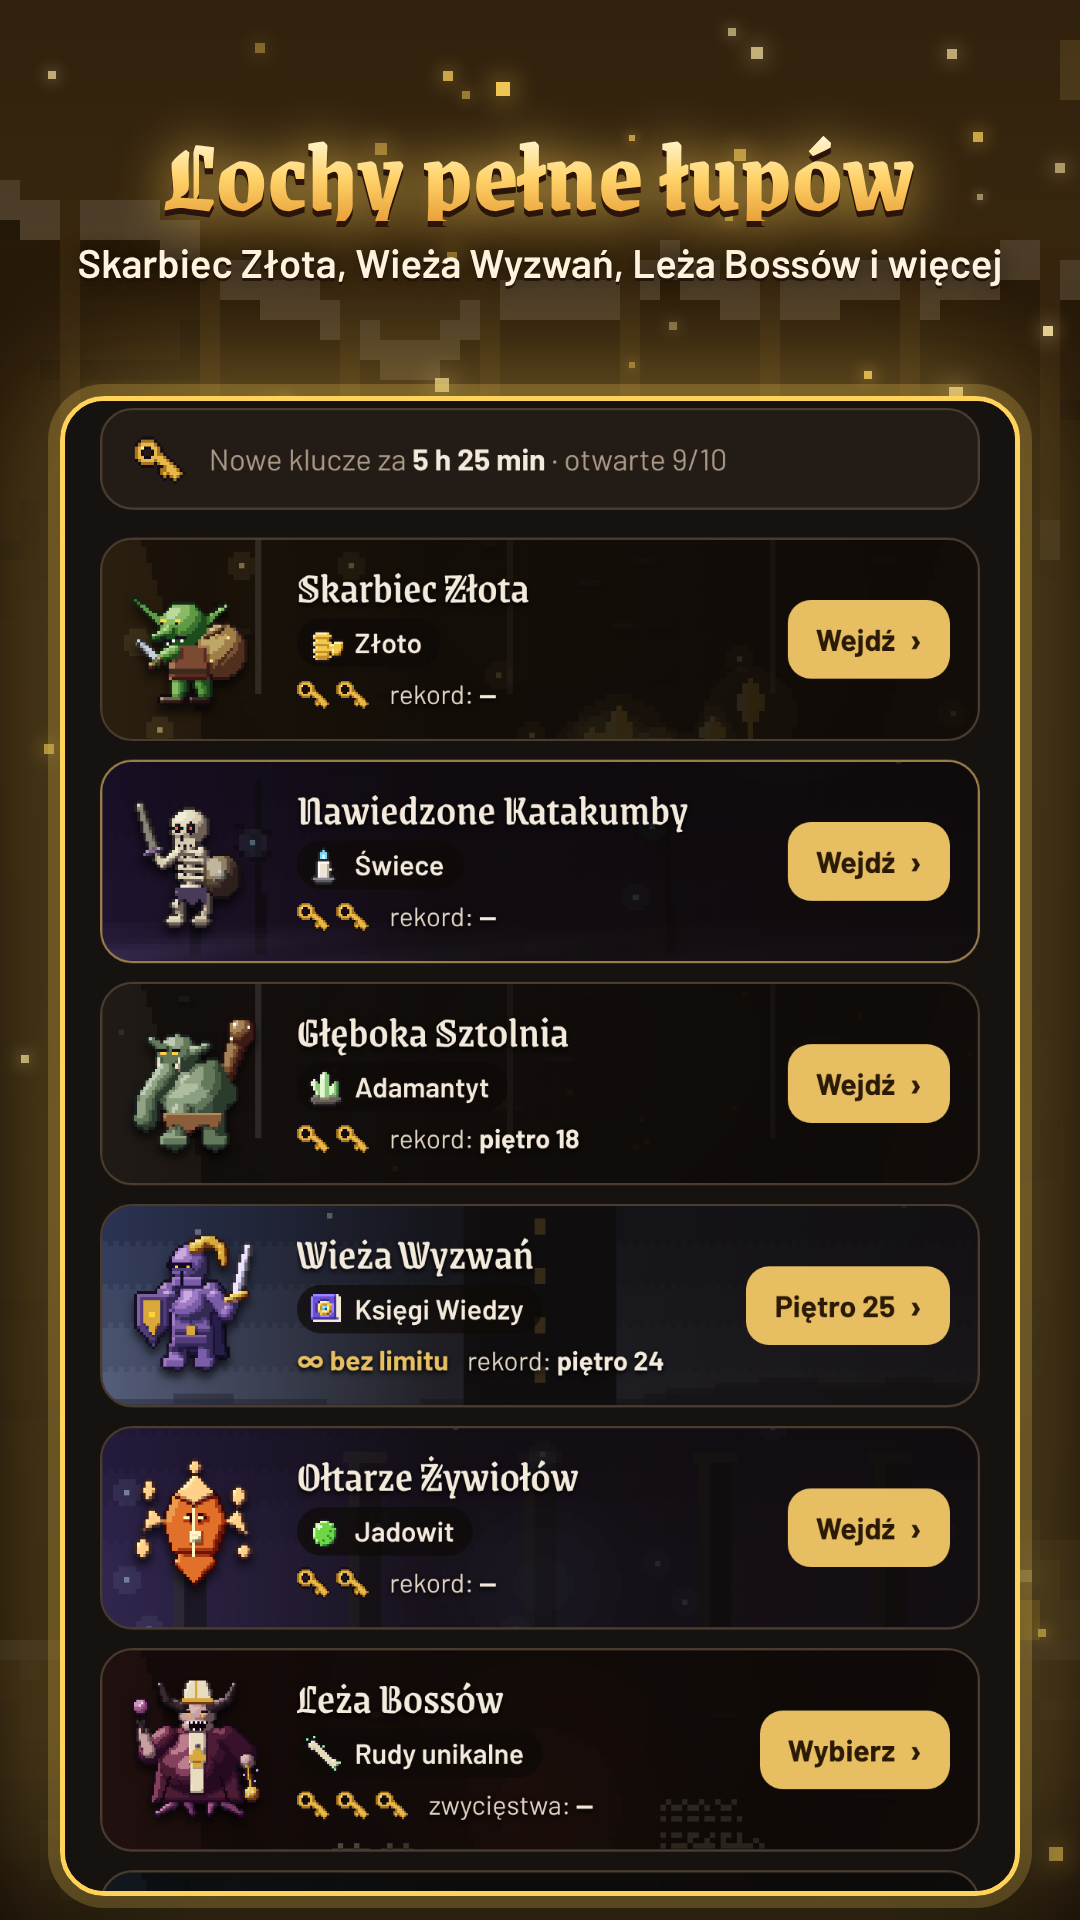 Lochy pełne łupów
Skarbiec Złota, Wieża Wyzwań, Leża Bossów i więcej
Nowe klucze za 5 h 25 min · otwarte 9/10
Skarbiec Złota
Złoto
rekord: –
Wejdź ›
Nawiedzone Katakumby
Świece
rekord: –
Wejdź ›
Głęboka Sztolnia
Adamantyt
rekord: piętro 18
Wejdź ›
Wieża Wyzwań
Księgi Wiedzy
∞ bez limitu rekord: piętro 24
Piętro 25 ›
Ołtarze Żywiołów
Jadowit
rekord: –
Wejdź ›
Leża Bossów
Rudy unikalne
zwycięstwa: –
Wybierz ›